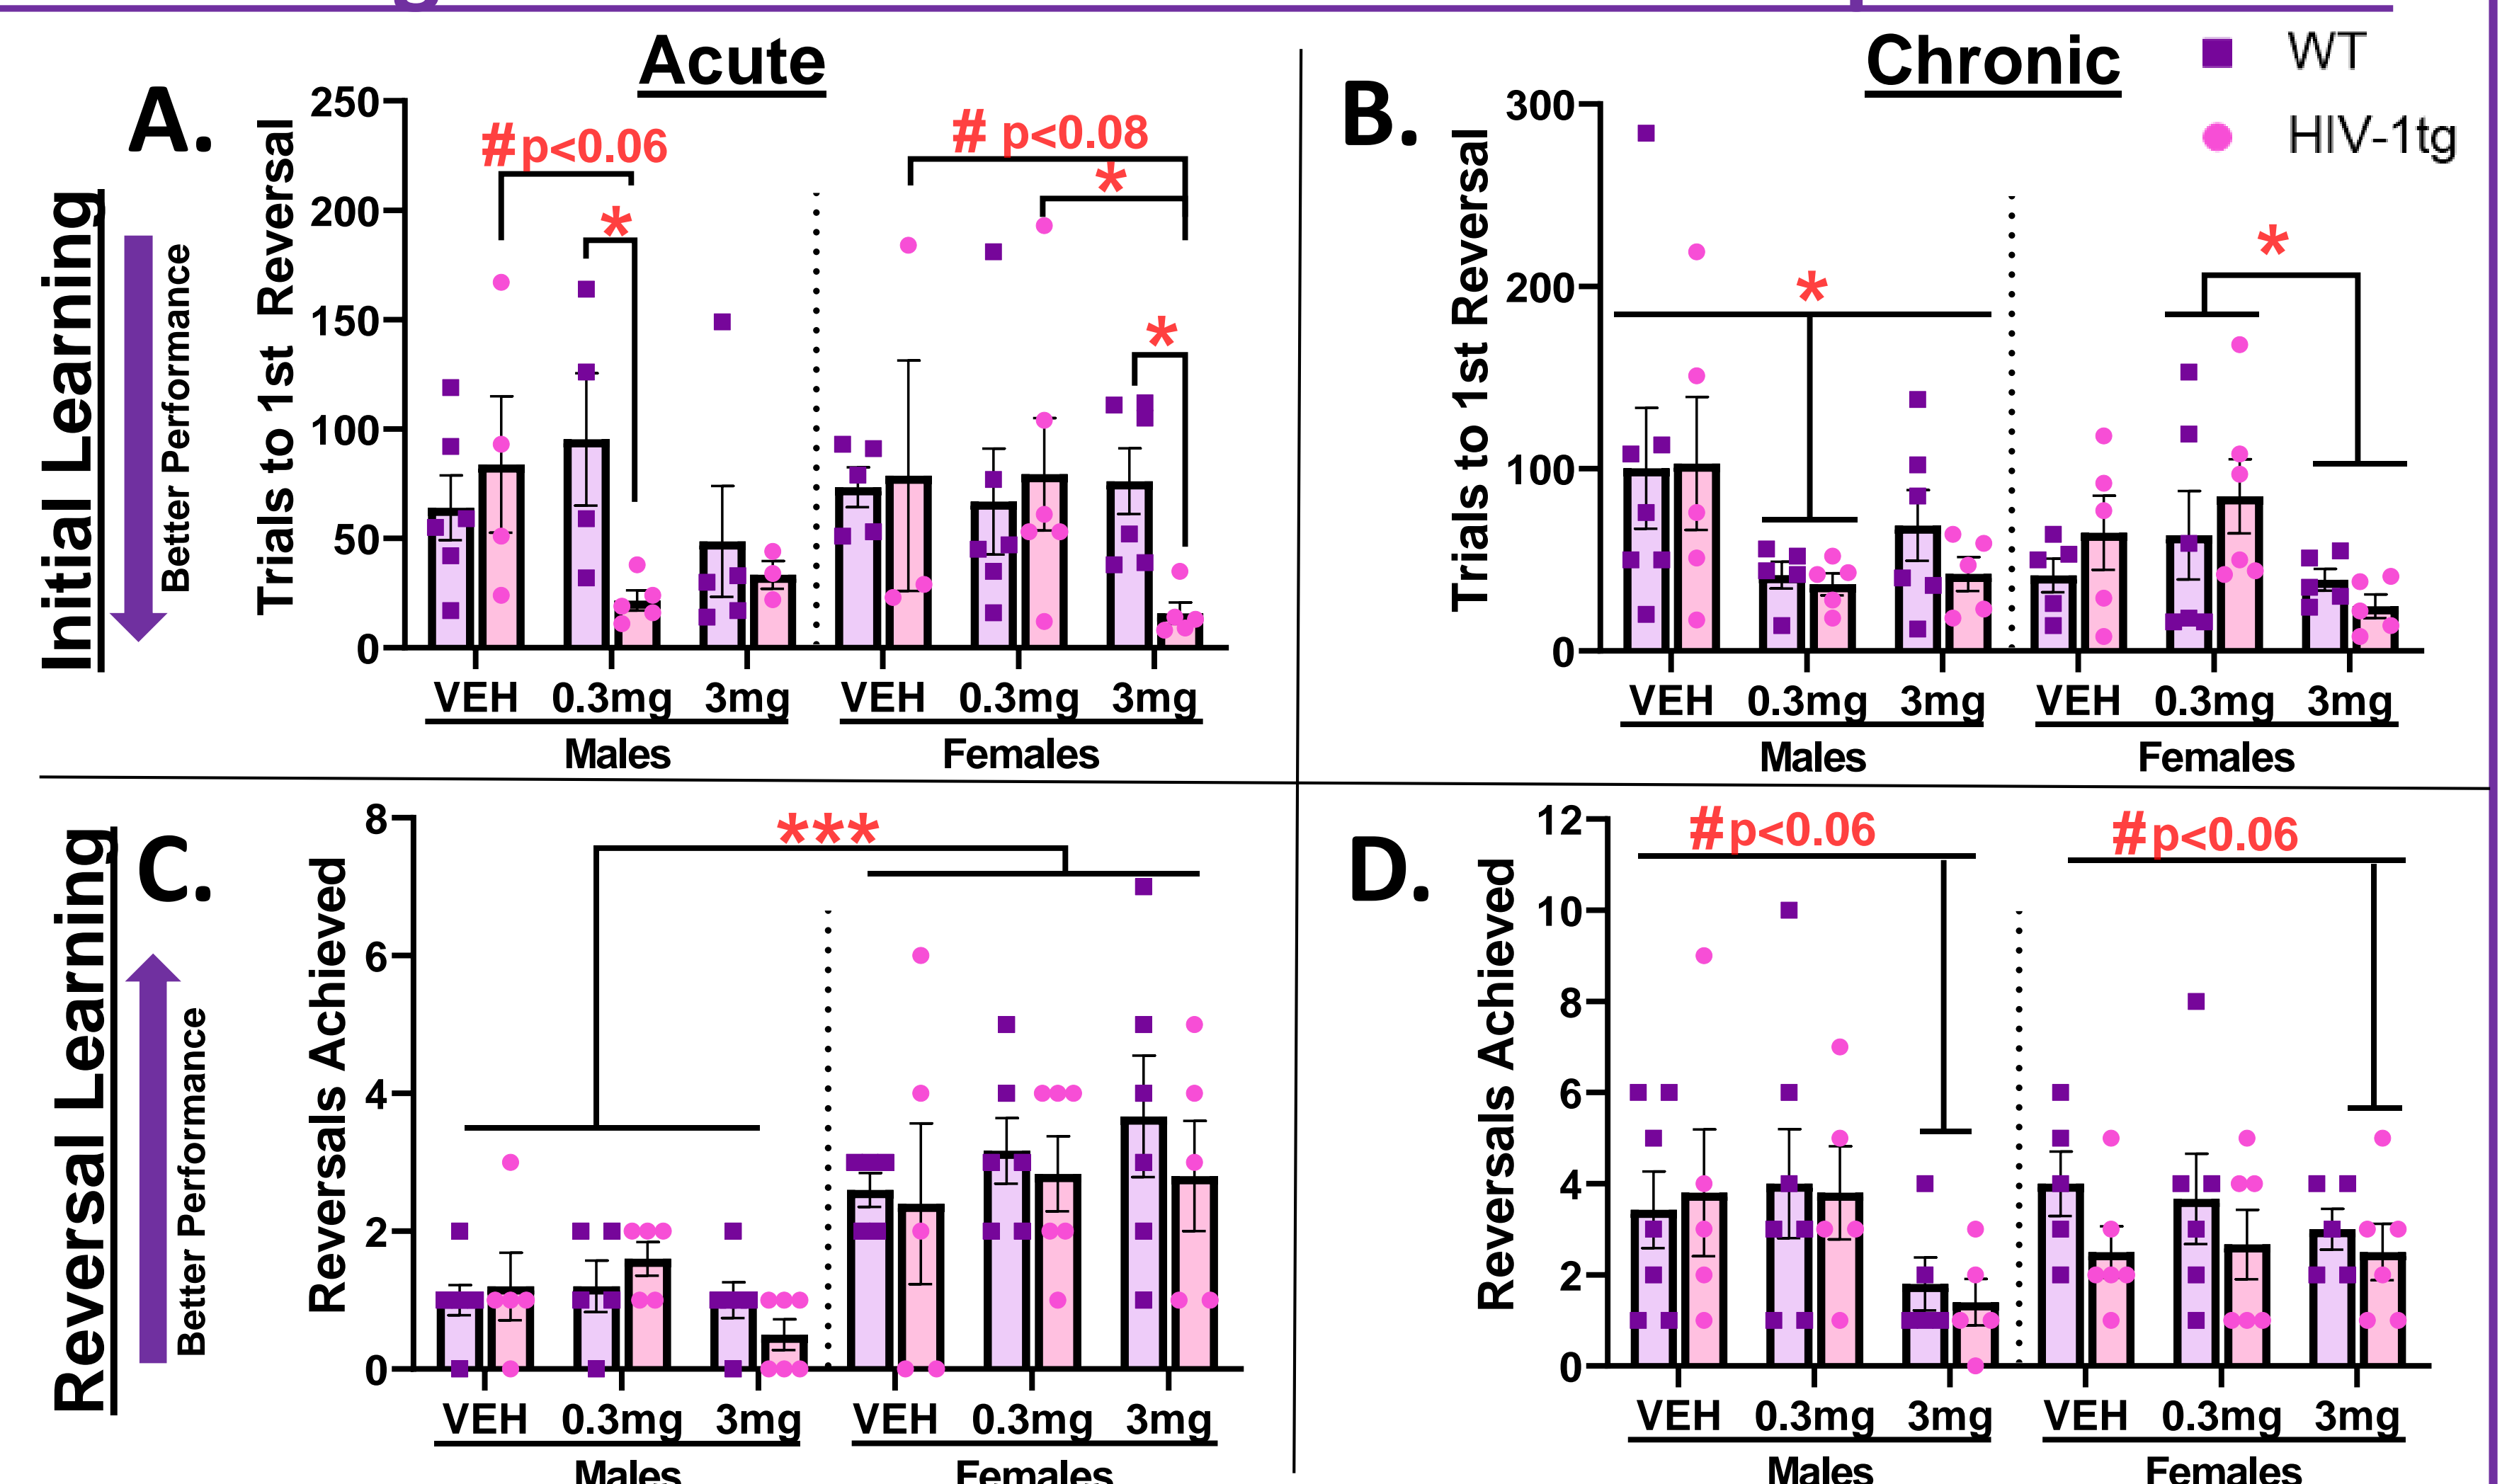 Acute
Chronic
WT
HIV-1tg
A.
Initial Learning
Better Performance
Trials to 1st Reversal
250
200
150
100
50
0
#p<0.06
*
# p<0.08
*
*
VEH 0.3mg 3mg VEH 0.3mg 3mg
Males Females
B.
Trials to 1st Reversal
300
200
100
0
*
*
VEH 0.3mg 3mg VEH 0.3mg 3mg
Males Females
C.
Reversal Learning
Better Performance
Reversals Achieved
8
6
4
2
0
***
VEH 0.3mg 3mg VEH 0.3mg 3mg
Males Females
D.
Reversals Achieved
12
10
8
6
4
2
0
#p<0.06
#p<0.06
VEH 0.3mg 3mg VEH 0.3mg 3mg
Males Females